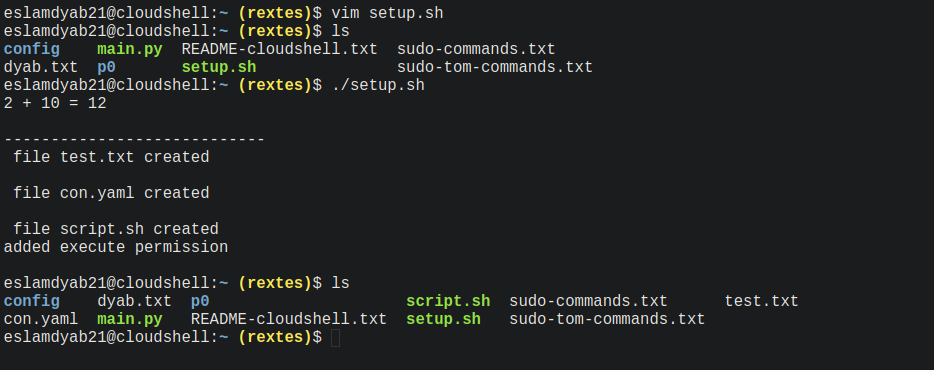 eslamdyab21@cloudshell:~ (rextes)$ vim setup.sh
eslamdyab21@cloudshell:~ (rextes)$ ls
config    main.py  README-cloudshell.txt  sudo-commands.txt
dyab.txt  p0       setup.sh               sudo-tom-commands.txt
eslamdyab21@cloudshell:~ (rextes)$ ./setup.sh
2 + 10 = 12
----------------------------
 file test.txt created
 file con.yaml created
 file script.sh created
added execute permission
eslamdyab21@cloudshell:~ (rextes)$ ls
config    dyab.txt  p0                     script.sh  sudo-commands.txt      test.txt
con.yaml  main.py   README-cloudshell.txt  setup.sh   sudo-tom-commands.txt
eslamdyab21@cloudshell:~ (rextes)$